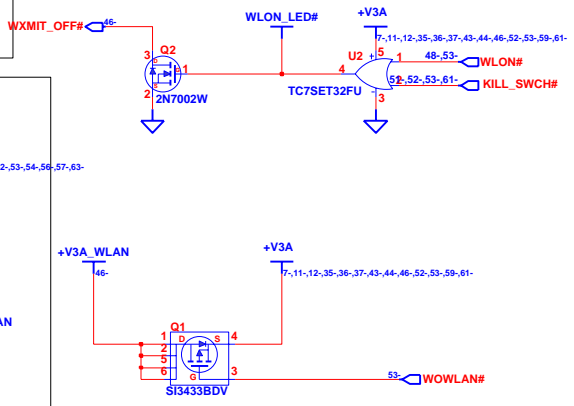 WXMIT_OFF#
46-
WLON_LED#
+V3A
7-,11-,12-,35-,36-,37-,43-,44-,46-,52-,53-,59-,61-
Q2
3
D
G
1
S
2
2N7002W
U2
+
5
4
1
48-,53-
WLON#
2
51-,52-,53-,61-
KILL_SWCH#
-
3
TC7SET32FU
2-,53-,54-,56-,57-,63-
+V3A_WLAN
46-
+V3A
7-,11-,12-,35-,36-,37-,43-,44-,46-,52-,53-,59-,61-
AN
Q1
1
2
5
6
D
S
4
G
3
SI3433BDV
53-
WOWLAN#